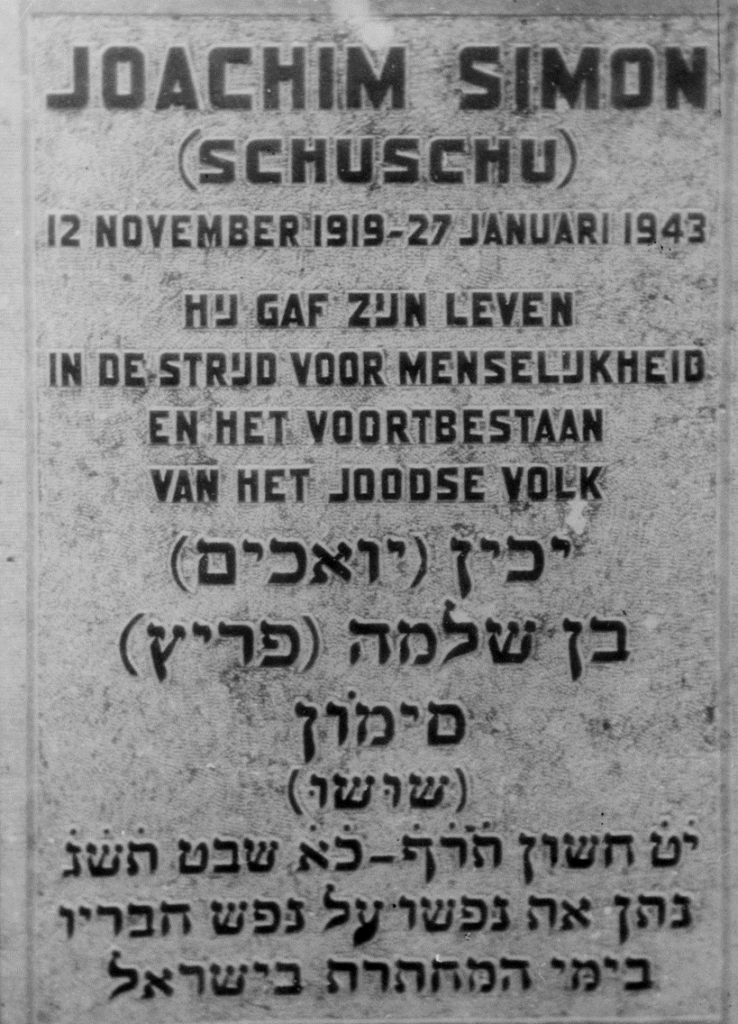 JOACHIM SIMON
(SCHUSCHU)
12 NOVEMBER 1919-27 JANUARI 1943
HIJ GAF ZIJN LEVEN
IN DE STRIJD VOOR MENSELIJKHEID
EN HET VOORTBESTAAN
VAN HET JOODSE VOLK
יכין (יואכים)
בן שלמה (פריץ)
סימון
(שושו)
יט חשון תרף-כא שבט תשג
נתן את נפשו על נפש חבריו
בימי המחתרת בישראל